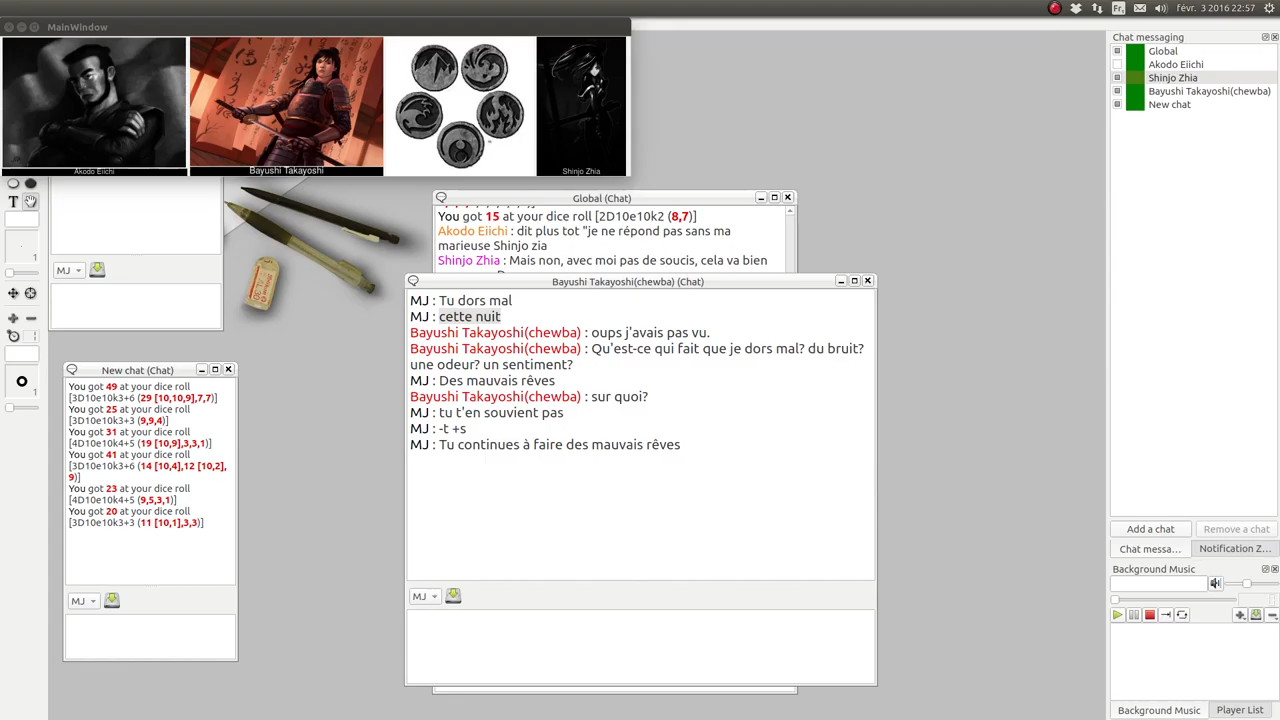 Fr₁
févr. 3 2016 22:57
MainWindow
Akodo Eiichi
Bayushi Takayoshi
Shinjo Zhia
T
1
MJ
1
1
New chat (Chat)
You got 49 at your dice roll
[3D10e10k3+6 (29 [10,10,9],7,7)]
You got 25 at your dice roll
[3D10e10k3+3 (9,9,4)]
You got 31 at your dice roll
[4D10e10k4+5 (19 [10,9],3,3,1)]
You got 41 at your dice roll
[3D10e10k3+6 (14 [10,4],12 [10,2],
9)]
You got 23 at your dice roll
[4D10e10k4+5 (9,5,3,1)]
You got 20 at your dice roll
[3D10e10k3+3 (11 [10,1],3,3)]
MJ
Global (Chat)
You got 15 at your dice roll [2D10e10k2 (8,7)]
Akodo Eiichi : dit plus tot "je ne répond pas sans ma
marieuse Shinjo zia
Shinjo Zhia : Mais non, avec moi pas de soucis, cela va bien
Bayushi Takayoshi(chewba) (Chat)
MJ : Tu dors mal
MJ : cette nuit
Bayushi Takayoshi(chewba) : oups j'avais pas vu.
Bayushi Takayoshi(chewba) : Qu'est-ce qui fait que je dors mal? du bruit?
une odeur? un sentiment?
MJ : Des mauvais rêves
Bayushi Takayoshi(chewba) : sur quoi?
MJ : tu t'en souvient pas
MJ : -t +s
MJ : Tu continues à faire des mauvais rêves
MJ
Chat messaging
Global
Akodo Eiichi
Shinjo Zhia
Bayushi Takayoshi(chewba)
New chat
Add a chat
Remove a chat
Chat messa...
Notification Z...
Background Music
Background Music
Player List